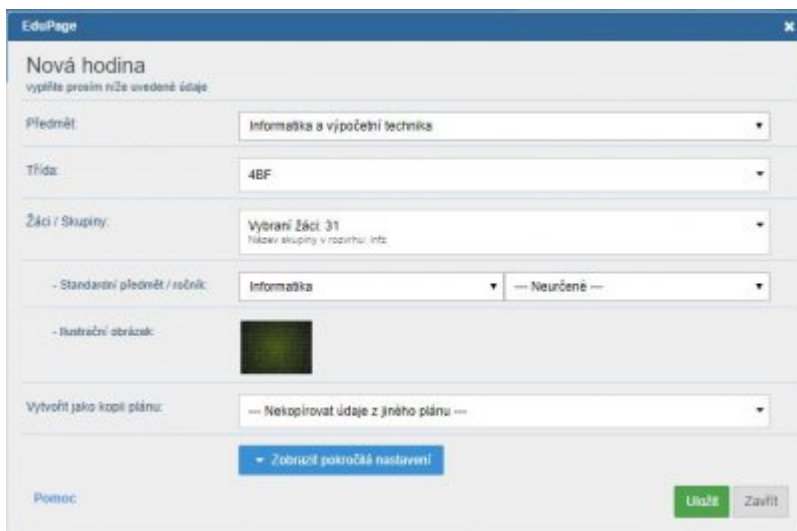 EduPage
Nová hodina
vyplňte prosím níže uvedené údaje
Předmět:
Informatika a výpočetní technika
Třída:
4BF
Žáci / Skupiny:
Vybraní žáci: 31
Název skupiny v rozvrhu: Infz
- Standardní předmět / ročník:
Informatika
--- Neurčené ---
- Ilustrační obrázek:
Vytvořit jako kopii plánu:
--- Nekopírovat údaje z jiného plánu ---
Zobrazit pokročilá nastavení
Pomoc
Uložit
Zavřít